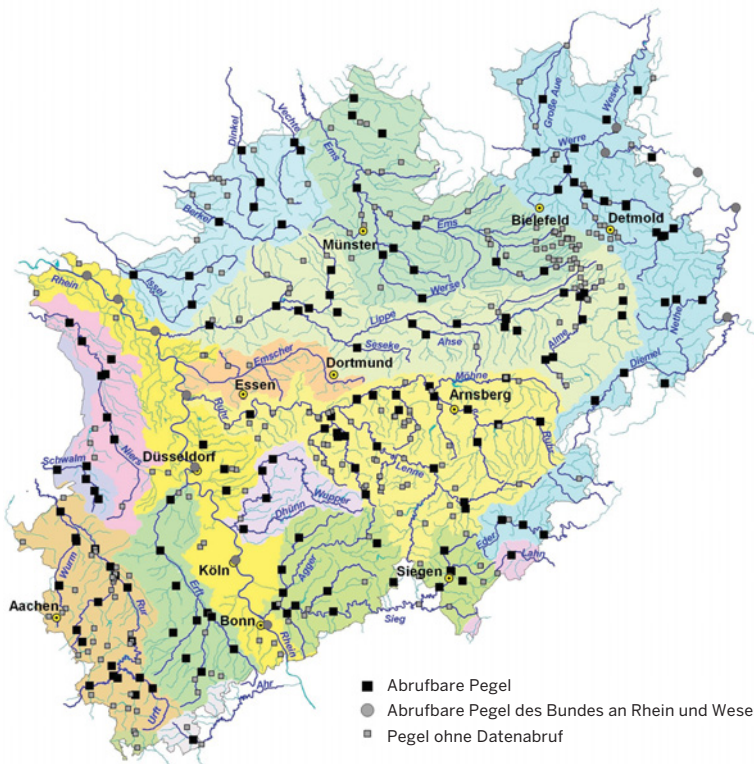 Große Aue
Weser
Dinkel
Vechte
Ems
Werre
Berkel
Bielefeld
Detmold
Münster
Ems
Issel
Rhein
Werse
Lippe
Nethe
Seseke
Ahse
Alme
Emscher
Dortmund
Diemel
Essen
Möhne
Arnsberg
Ruhr
Ruhr
Niers
Schwalm
Düsseldorf
Lenne
Wupper
Dhünn
Eder
Lahn
Wurm
Köln
Agger
Siegen
Erft
Rur
Aachen
Bonn
Rhein
Sieg
Ahr
Urft
Abrufbare Pegel
Abrufbare Pegel des Bundes an Rhein und Wese
Pegel ohne Datenabruf